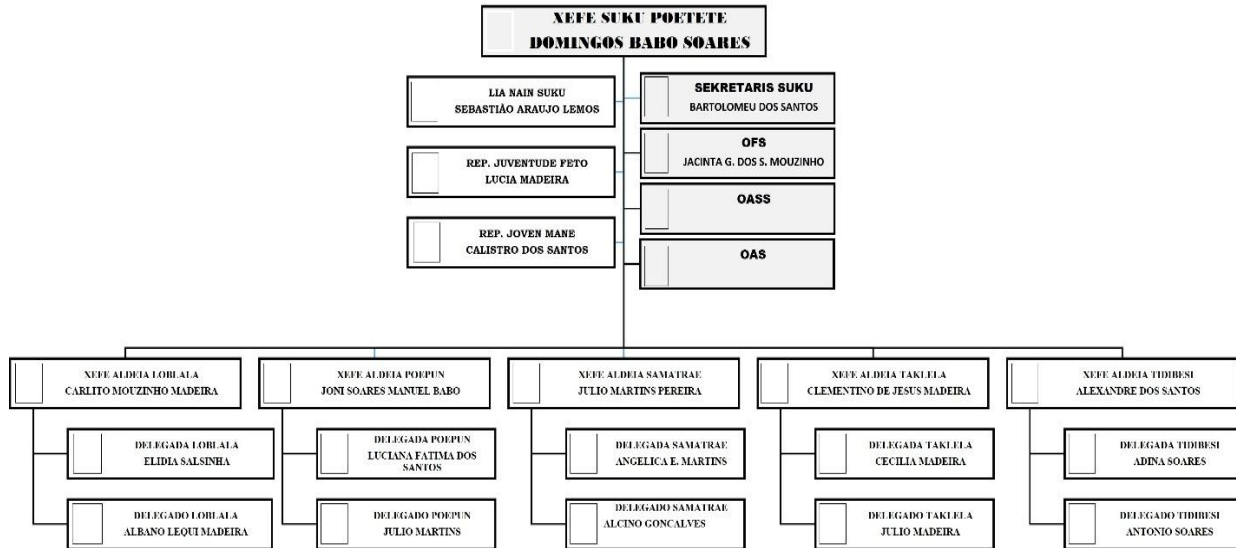 XEFE SUKU POETETE
DOMINGOS BABO SOARES
LIA NAIN SUKU
SEBASTIÃO ARAUJO LEMOS
SEKRETARIS SUKU
BARTOLOMEU DOS SANTOS
REP. JUVENTUDE FETO
LUCIA MADEIRA
OFS
JACINTA G. DOS S. MOUZINHO
OASS
REP. JOVEN MANE
CALISTRO DOS SANTOS
OAS
XEFE ALDEIA LOBLALA
CARLITO MOUZINHO MADEIRA
XEFE ALDEIA POEPUN
JONI SOARES MANUEL BABO
XEFE ALDEIA SAMATRAE
JULIO MARTINS PEREIRA
XEFE ALDEIA TAKLELA
CLEMENTINO DE JESUS MADEIRA
XEFE ALDEIA TIDIBESI
ALEXANDRE DOS SANTOS
DELEGADA LOBLALA
ELIDIA SALSINHA
DELEGADA POEPUN
LUCIANA FATIMA DOS
SANTOS
DELEGADA SAMATRAE
ANGELICA E. MARTINS
DELEGADA TAKLELA
CECILIA MADEIRA
DELEGADA TIDIBESI
ADINA SOARES
DELEGADO LOBLALA
ALBANO LEQUI MADEIRA
DELEGADO POEPUN
JULIO MARTINS
DELEGADO SAMATRAE
ALCINO GONCALVES
DELEGADO TAKLELA
JULIO MADEIRA
DELEGADO TIDIBESI
ANTONIO SOARES